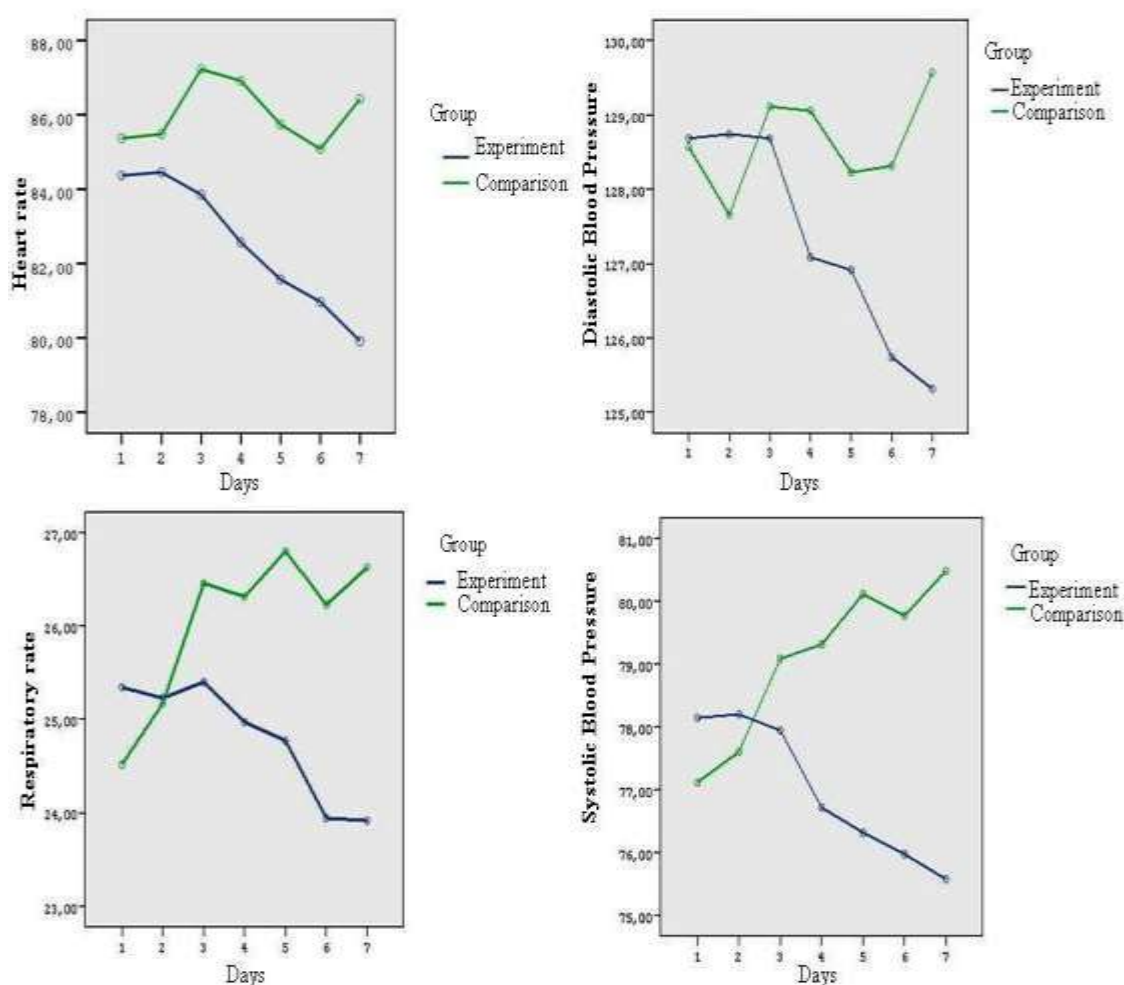 Heart rate
88,00
86,00
84,00
82,00
80,00
78,00
1 2 3 4 5 6 7
Days
Group
Experiment
Comparison
Diastolic Blood Pressure
130,00
129,00
128,00
127,00
126,00
125,00
1 2 3 4 5 6 7
Days
Group
Experiment
Comparison
Respiratory rate
27,00
26,00
25,00
24,00
23,00
1 2 3 4 5 6 7
Days
Group
Experiment
Comparison
Systolic Blood Pressure
81,00
80,00
79,00
78,00
77,00
76,00
75,00
1 2 3 4 5 6 7
Days
Group
Experiment
Comparison